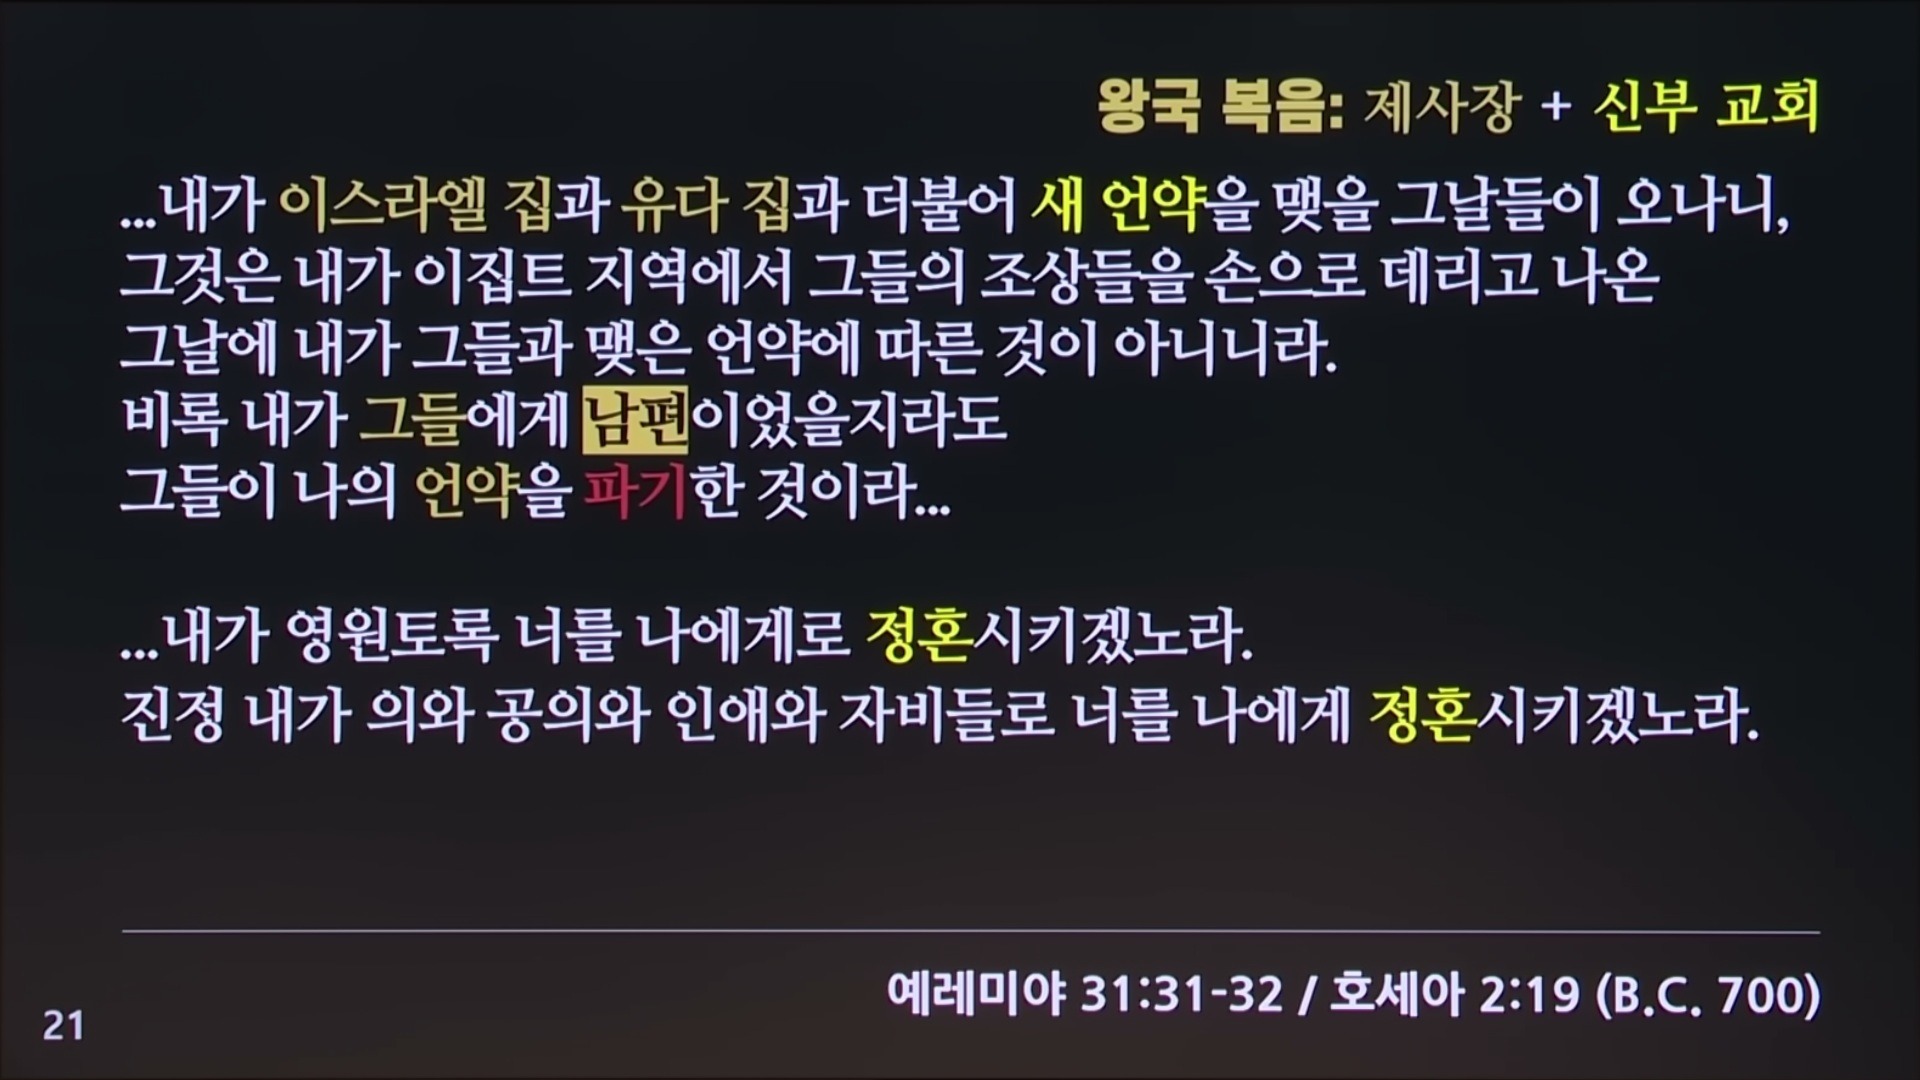 왕국 복음: 제사장 + 신부 교회
...내가 이스라엘 집과 유다 집과 더불어 새 언약을 맺을 그날들이 오나니,
그것은 내가 이집트 지역에서 그들의 조상들을 손으로 데리고 나온
그날에 내가 그들과 맺은 언약에 따른 것이 아니니라.
비록 내가 그들에게 남편이었을지라도
그들이 나의 언약을 파기한 것이라...
...내가 영원토록 너를 나에게로 정혼시키겠노라.
진정 내가 의와 공의와 인애와 자비들로 너를 나에게 정혼시키겠노라.
예레미야 31:31-32 / 호세아 2:19 (B.C. 700)
21